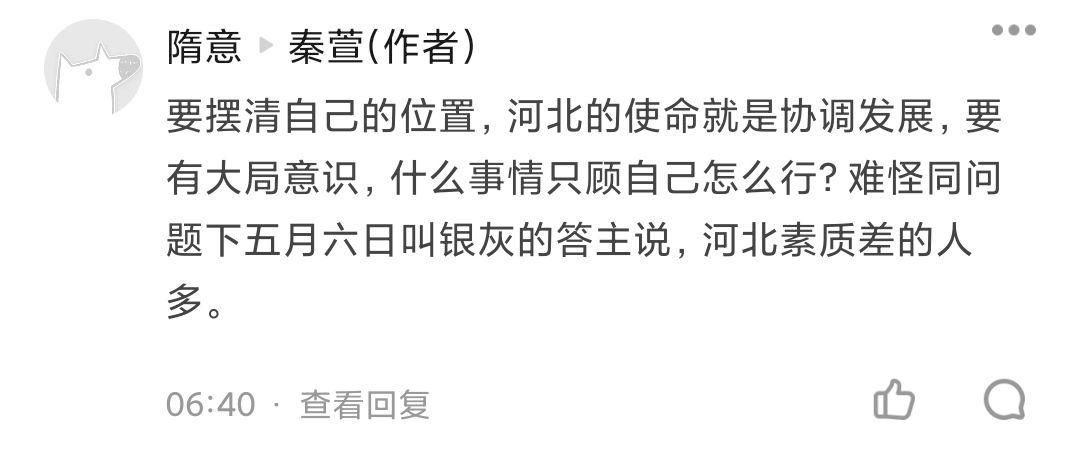 隋意 ▸ 秦萱(作者)
要摆清自己的位置，河北的使命就是协调发展，要
有大局意识，什么事情只顾自己怎么行？难怪同问
题下五月六日叫银灰的答主说，河北素质差的人
多。
06:40 · 查看回复